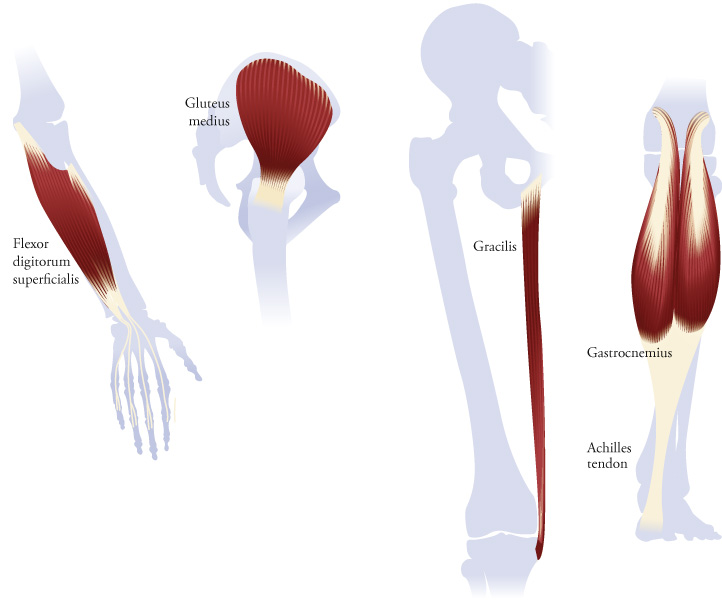 Gluteus
medius
Flexor
digitorum
superficialis
Gracilis
Gastrocnemius
Achilles
tendon